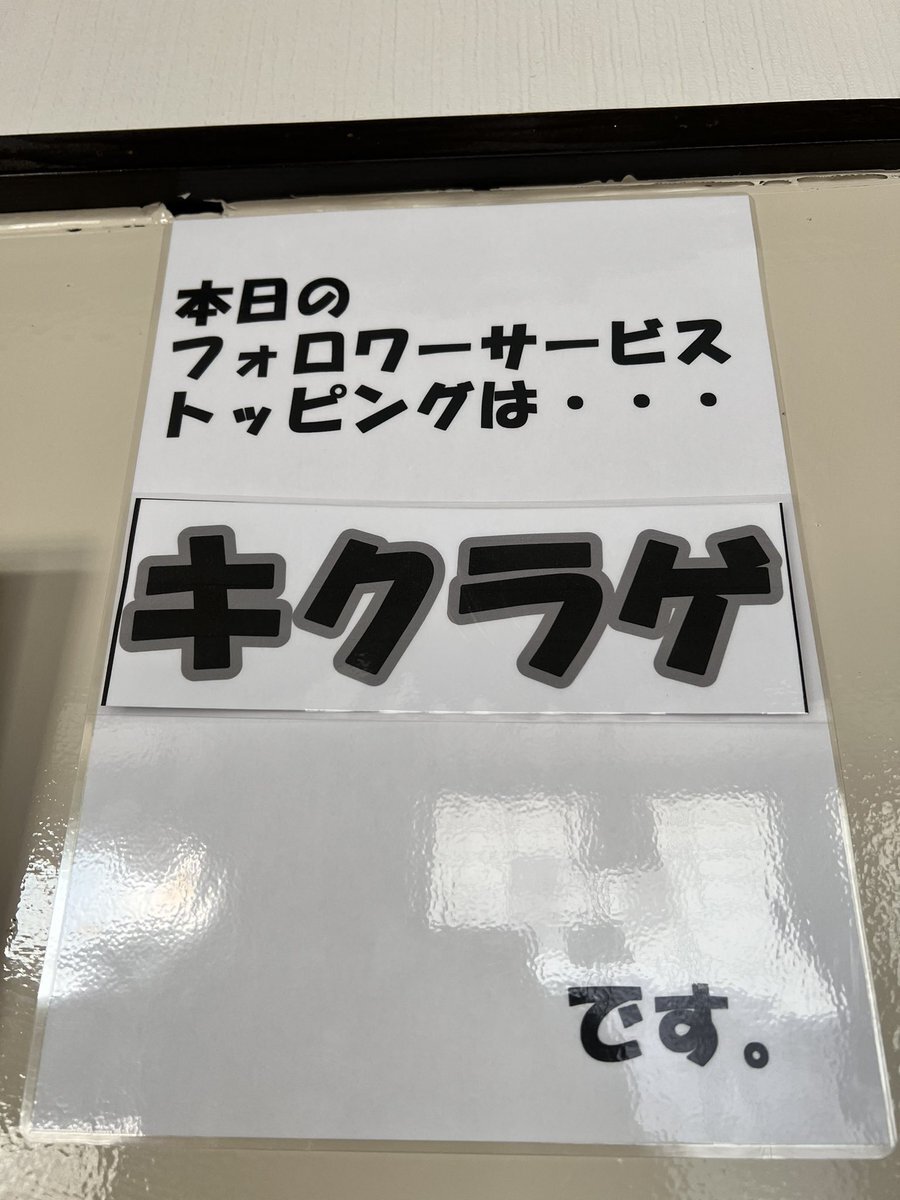 本日の
フォロワーサービス
トッピングは・・・
キクラゲ
です。